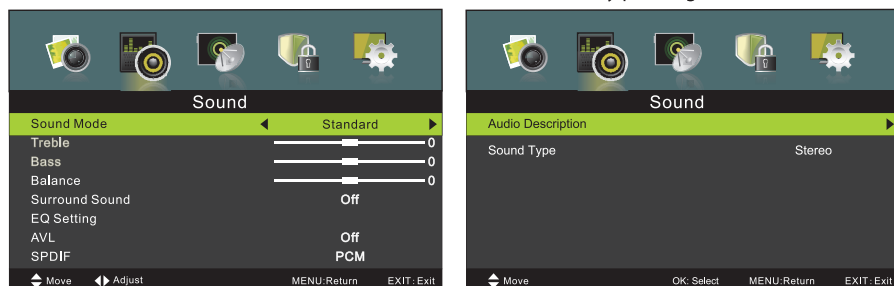 Sound
Sound Mode Standard
Treble 0
Bass 0
Balance 0
Surround Sound Off
EQ Setting
AVL Off
SPDIF PCM
Move Adjust MENU:Return EXIT:Exit
Sound
Audio Description
Sound Type Stereo
Move OK: Select MENU:Return EXIT:Exit